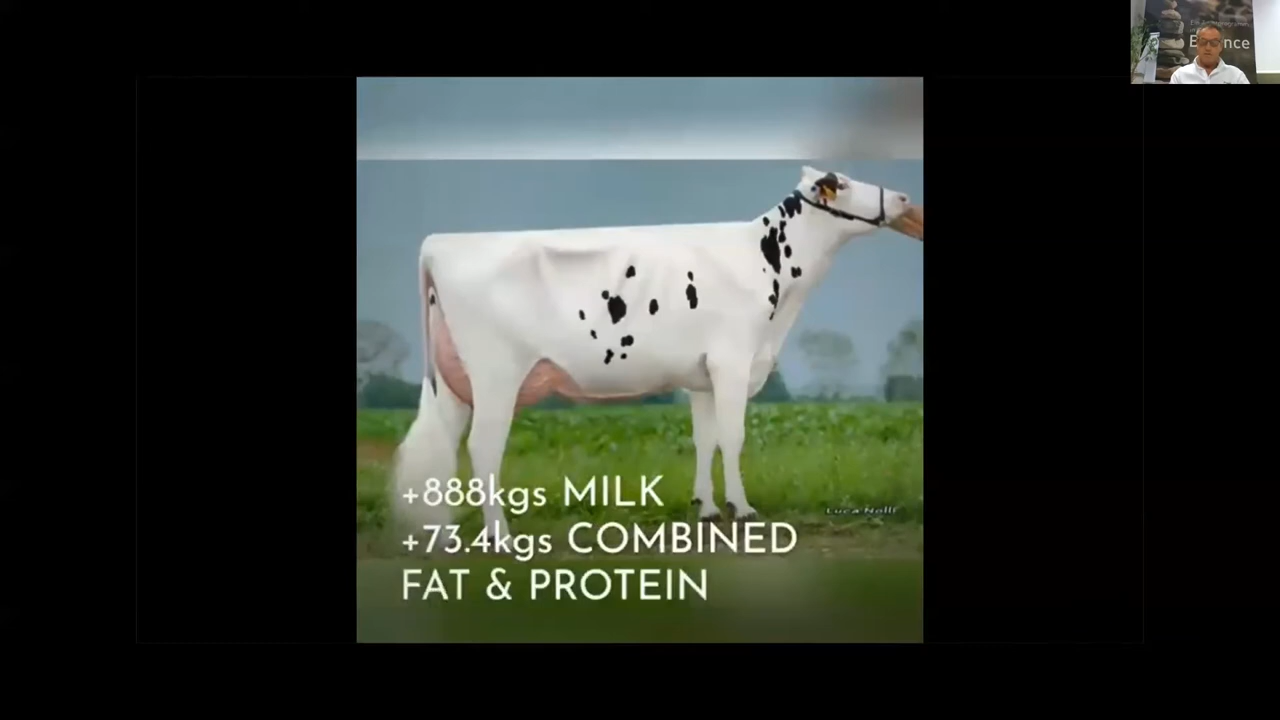 +888kgs MILK
+73.4kgs COMBINED
FAT & PROTEIN
Luca Nolli